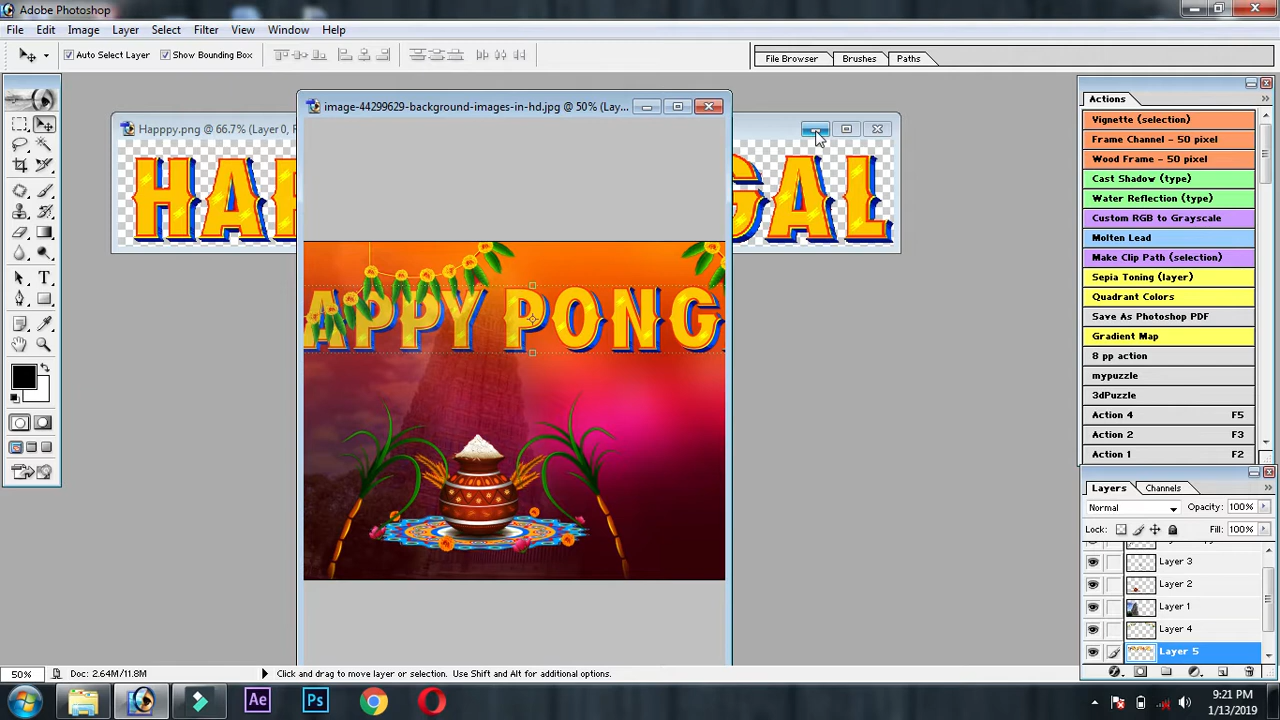 Adobe Photoshop
File Edit Image Layer Select Filter View Window Help
Auto Select Layer Show Bounding Box File Browser Brushes Paths
image-44299629-background-images-in-hd.jpg @ 50% (Lay...
Happpy.png @ 66.7% (Layer 0, R
HA GAL
APPY PONG
Actions
Vignette (selection)
Frame Channel - 50 pixel
Wood Frame - 50 pixel
Cast Shadow (type)
Water Reflection (type)
Custom RGB to Grayscale
Molten Lead
Make Clip Path (selection)
Sepia Toning (layer)
Quadrant Colors
Save As Photoshop PDF
Gradient Map
8 pp action
mypuzzle
3dPuzzle
Action 4 F5
Action 2 F3
Action 1 F2
Layers Channels
Normal Opacity: 100%
Lock: Fill: 100%
Layer 3
Layer 2
Layer 1
Layer 4
Layer 5
50% Doc: 2.64M/11.8M Click and drag to move layer or selection. Use Shift and Alt for additional options.
Ae Ps
9:21 PM
1/13/2019